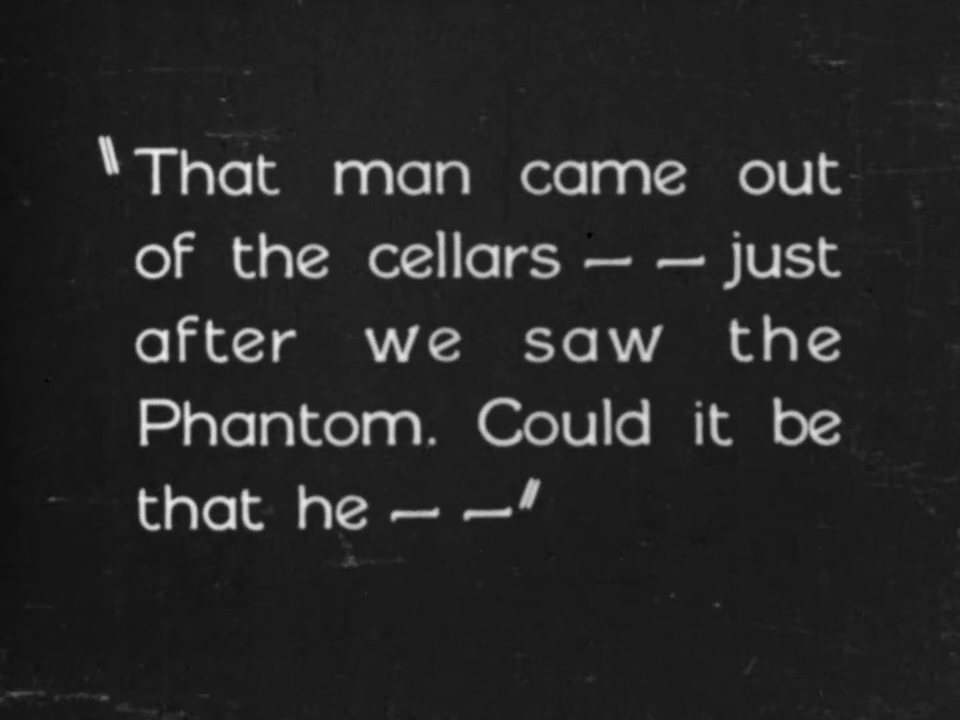 "That man came out
of the cellars — — just
after we saw the
Phantom. Could it be
that he — —"